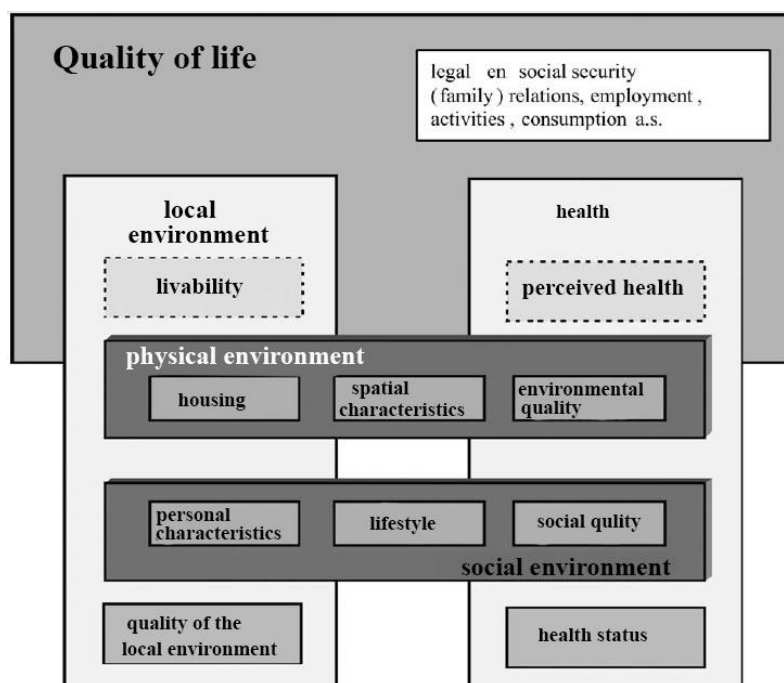 Quality of life
legal en social security
(family) relations, employment,
activities, consumption a.s.
local
environment
livability
health
perceived health
physical environment
housing
spatial
characteristics
environmental
quality
personal
characteristics
lifestyle
social qulity
social environment
quality of the
local environment
health status